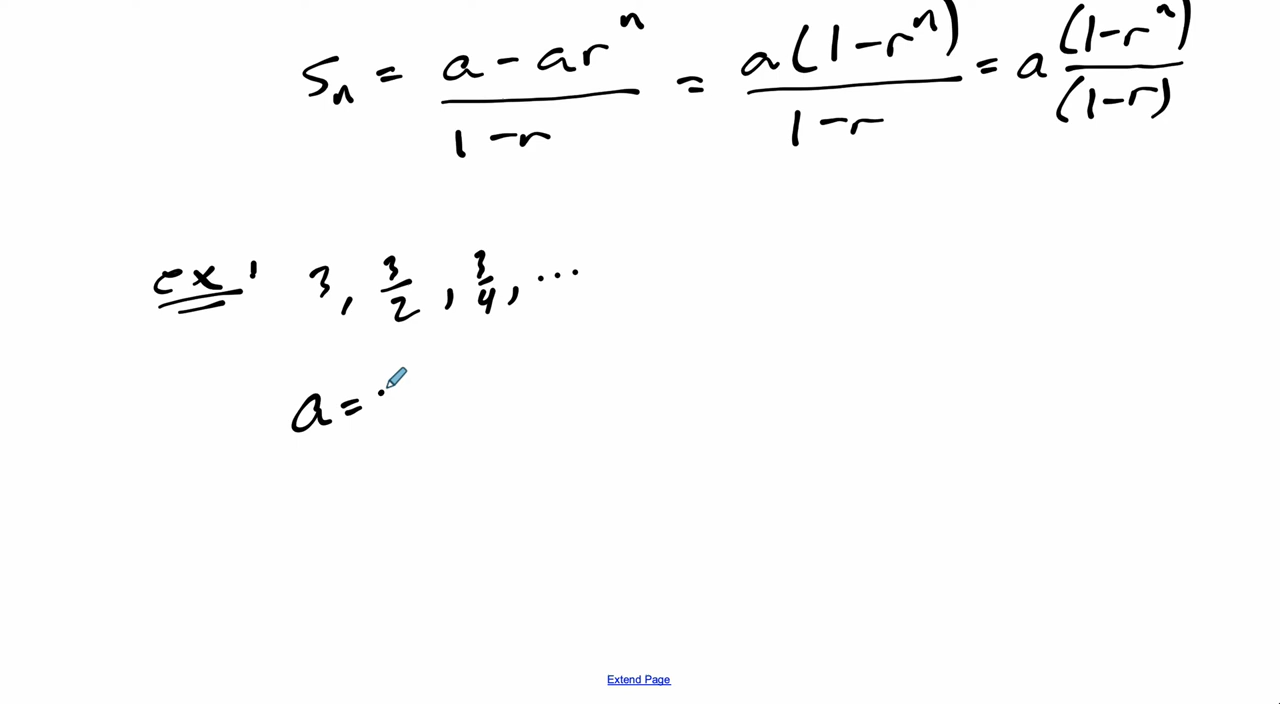 Sn = a - ar^n / 1 - r = a(1 - r^n) / 1 - r = a (1 - r^n) / (1 - r)
ex' 3, 3/2, 3/4, ...
a =
Extend Page